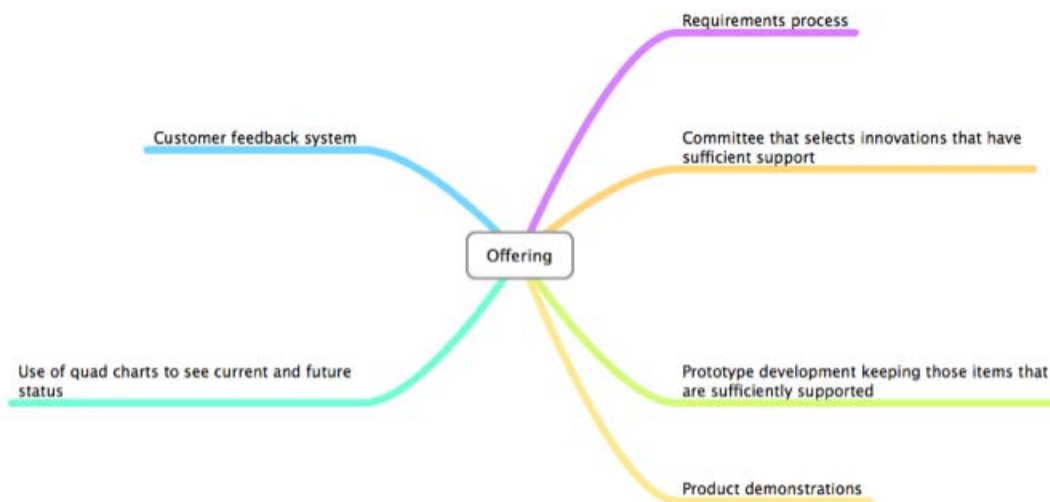 Requirements process
Customer feedback system
Committee that selects innovations that have
sufficient support
Offering
Use of quad charts to see current and future
status
Prototype development keeping those items that
are sufficiently supported
Product demonstrations